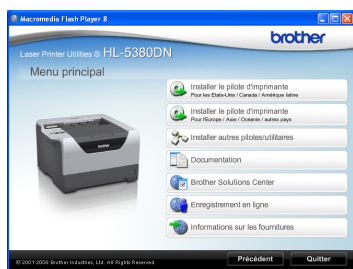 Macromedia Flash Player 8
brother
Laser Printer Utilities ® HL-5380DN
Menu principal
Installer le pilote d'imprimante
Pour les Etats-Unis / Canada / Amérique latine
Installer le pilote d'imprimante
Pour l'Europe / Asie / Océanie / autres pays
Installer autres pilotes/utilitaires
Documentation
Brother Solutions Center
Enregistrement en ligne
Informations sur les fournitures
© 2001-2009 Brother Industries, Ltd. All Rights Reserved.
Précédent
Quitter